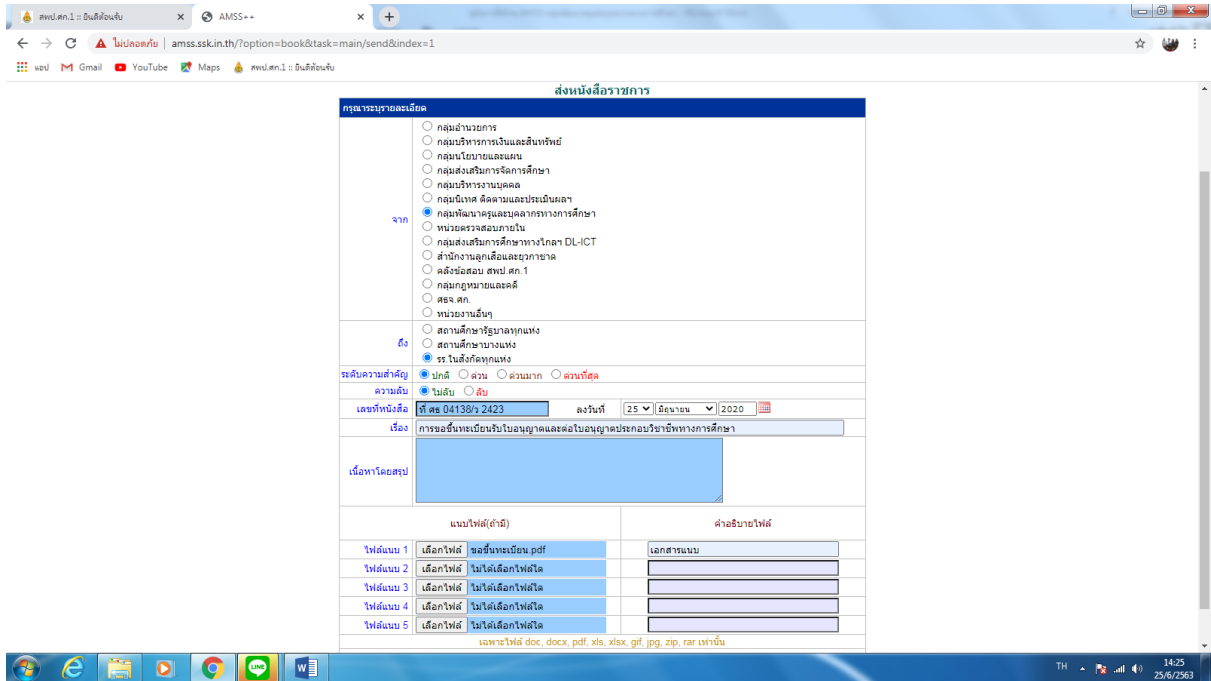 สพป.ศก.1 :: ยินดีต้อนรับ
AMSS++
ไม่ปลอดภัย
amss.ssk.in.th/?option=book&task=main/send&index=1
แอป Gmail YouTube Maps สพป.ศก.1 :: ยินดีต้อนรับ
ส่งหนังสือราชการ
กรุณาระบุรายละเอียด
จาก
กลุ่มอำนวยการ
กลุ่มบริหารการเงินและสินทรัพย์
กลุ่มนโยบายและแผน
กลุ่มส่งเสริมการจัดการศึกษา
กลุ่มบริหารงานบุคคล
กลุ่มนิเทศ ติดตามและประเมินผลฯ
กลุ่มพัฒนาครูและบุคลากรทางการศึกษา
หน่วยตรวจสอบภายใน
กลุ่มส่งเสริมการศึกษาทางไกลฯ DL-ICT
สำนักงานลูกเสือและยุวกาชาด
คลังข้อสอบ สพป.ศก.1
กลุ่มกฎหมายและคดี
ศธจ.ศก.
หน่วยงานอื่นๆ
ถึง
สถานศึกษารัฐบาลทุกแห่ง
สถานศึกษาบางแห่ง
รร.ในสังกัดทุกแห่ง
ระดับความสำคัญ ปกติ ด่วน ด่วนมาก ด่วนที่สุด
ความลับ ไม่ลับ ลับ
เลขที่หนังสือ ที่ ศธ 04138/ว 2423 ลงวันที่ 25 มิถุนายน 2020
เรื่อง การขอขึ้นทะเบียนรับใบอนุญาตและต่อใบอนุญาตประกอบวิชาชีพทางการศึกษา
เนื้อหาโดยสรุป
แนบไฟล์(ถ้ามี) คำอธิบายไฟล์
ไฟล์แนบ 1 เลือกไฟล์ ขอขึ้นทะเบียน.pdf เอกสารแนบ
ไฟล์แนบ 2 เลือกไฟล์ ไม่ได้เลือกไฟล์ใด
ไฟล์แนบ 3 เลือกไฟล์ ไม่ได้เลือกไฟล์ใด
ไฟล์แนบ 4 เลือกไฟล์ ไม่ได้เลือกไฟล์ใด
ไฟล์แนบ 5 เลือกไฟล์ ไม่ได้เลือกไฟล์ใด
เฉพาะไฟล์ doc, docx, pdf, xls, xlsx, gif, jpg, zip, rar เท่านั้น
LINE
TH
14:25
25/6/2563